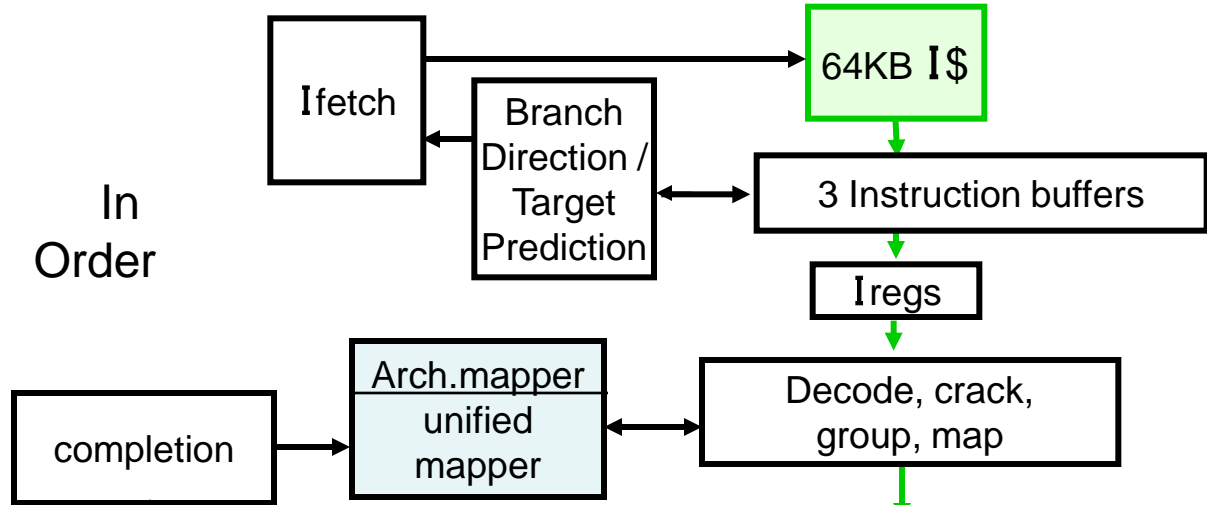 Ifetch
64KB I$
Branch
Direction /
Target
Prediction
3 Instruction buffers
In
Order
Iregs
Arch.mapper
unified
mapper
Decode, crack,
group, map
completion